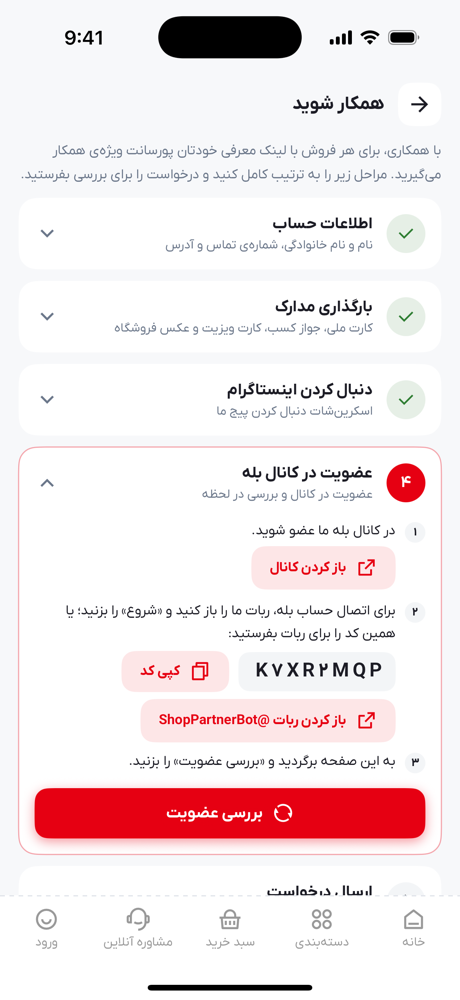 9:41
همکار شوید
با همکاری، برای هر فروش با لینک معرفی خودتان پورسانت ویژه‌ی همکار
می‌گیرید. مراحل زیر را به ترتیب کامل کنید و درخواست را برای بررسی بفرستید.
اطلاعات حساب
نام و نام خانوادگی، شماره‌ی تماس و آدرس
بارگذاری مدارک
کارت ملی، جواز کسب، کارت ویزیت و عکس فروشگاه
دنبال کردن اینستاگرام
اسکرین‌شات دنبال کردن پیج ما
۴
عضویت در کانال بله
عضویت در کانال و بررسی در لحظه
۱ در کانال بله ما عضو شوید.
باز کردن کانال
۲ برای اتصال حساب بله، ربات ما را باز کنید و «شروع» را بزنید؛ یا
همین کد را برای ربات بفرستید:
K۷XR۲MQP
کپی کد
باز کردن ربات @ShopPartnerBot
۳ به این صفحه برگردید و «بررسی عضویت» را بزنید.
بررسی عضویت
ارسال درخواست
خانه
دسته‌بندی
سبد خرید
مشاوره آنلاین
ورود